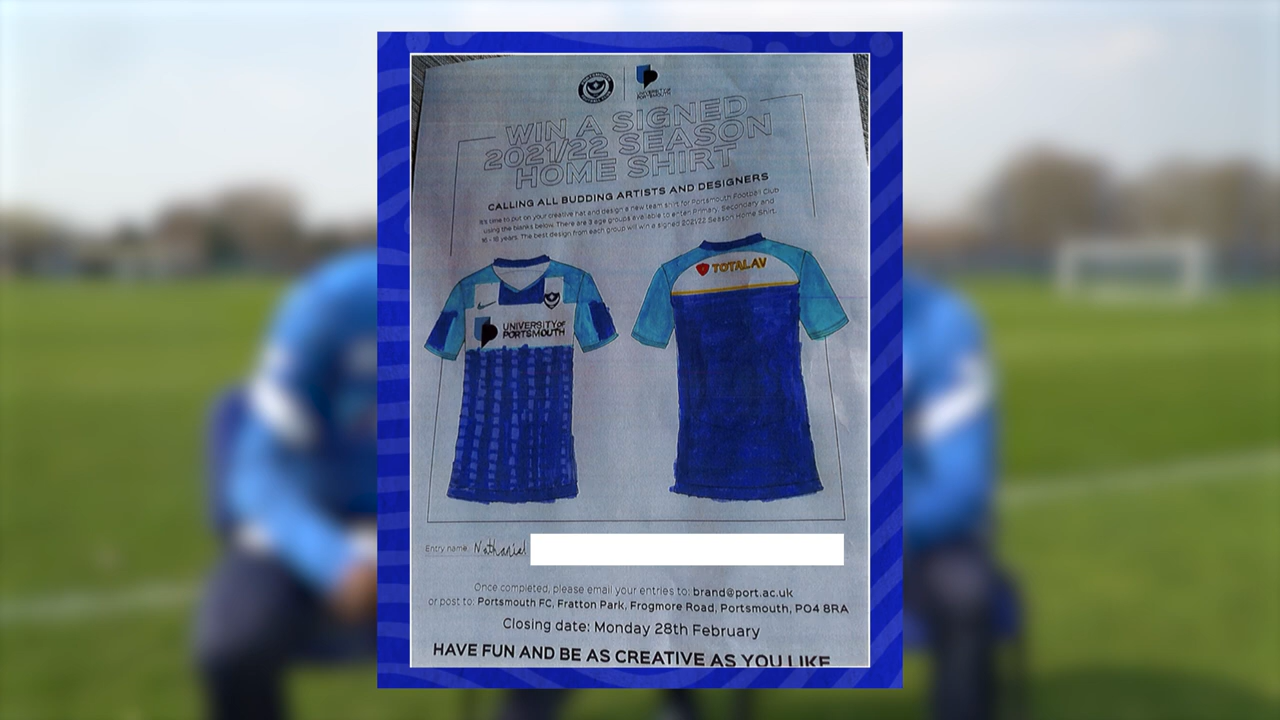 PORTSMOUTH
UNIVERSITY OF
PORTSMOUTH
WIN A SIGNED
2021/22 SEASON
HOME SHIRT
CALLING ALL BUDDING ARTISTS AND DESIGNERS
It's time to put on your creative hat and design a new team shirt for Portsmouth Football Club
using the blanks below. There are 3 age groups available to enter: Primary, Secondary and
16 - 18 years. The best design from each group will win a signed 2021/22 Season Home Shirt.
TOTALAV
UNIVERSITY OF
PORTSMOUTH
Entry name: Nathaniel
Once completed, please email your entries to: brand@port.ac.uk
or post to: Portsmouth FC, Fratton Park, Frogmore Road, Portsmouth, PO4 8RA
Closing date: Monday 28th February
HAVE FUN AND BE AS CREATIVE AS YOU LIKE